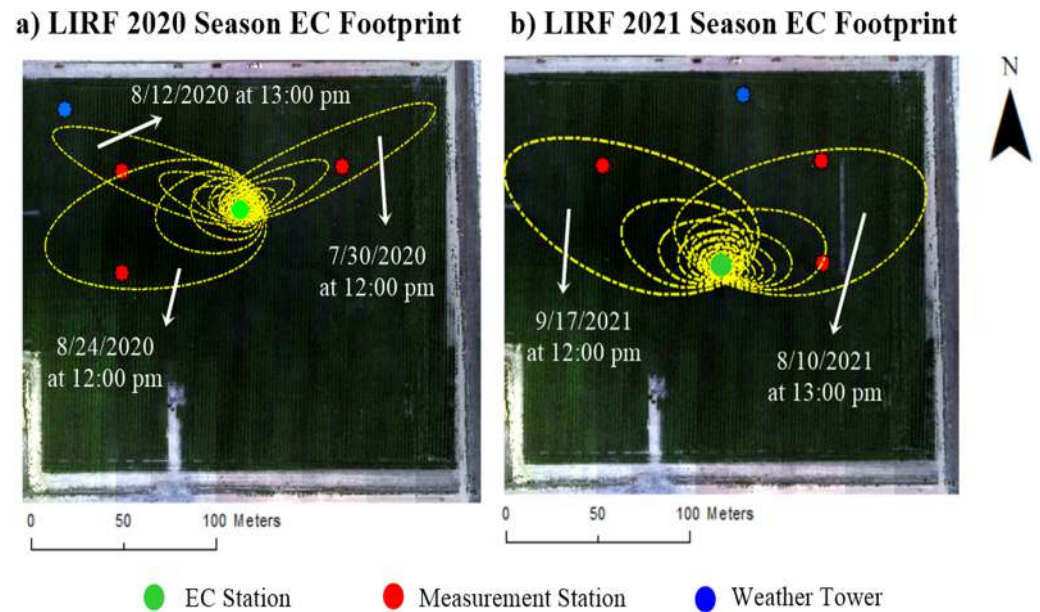 a) LIRF 2020 Season EC Footprint
b) LIRF 2021 Season EC Footprint
N
8/12/2020 at 13:00 pm
7/30/2020
at 12:00 pm
8/24/2020
at 12:00 pm
9/17/2021
at 12:00 pm
8/10/2021
at 13:00 pm
0 50 100 Meters
0 50 100 Meters
EC Station
Measurement Station
Weather Tower